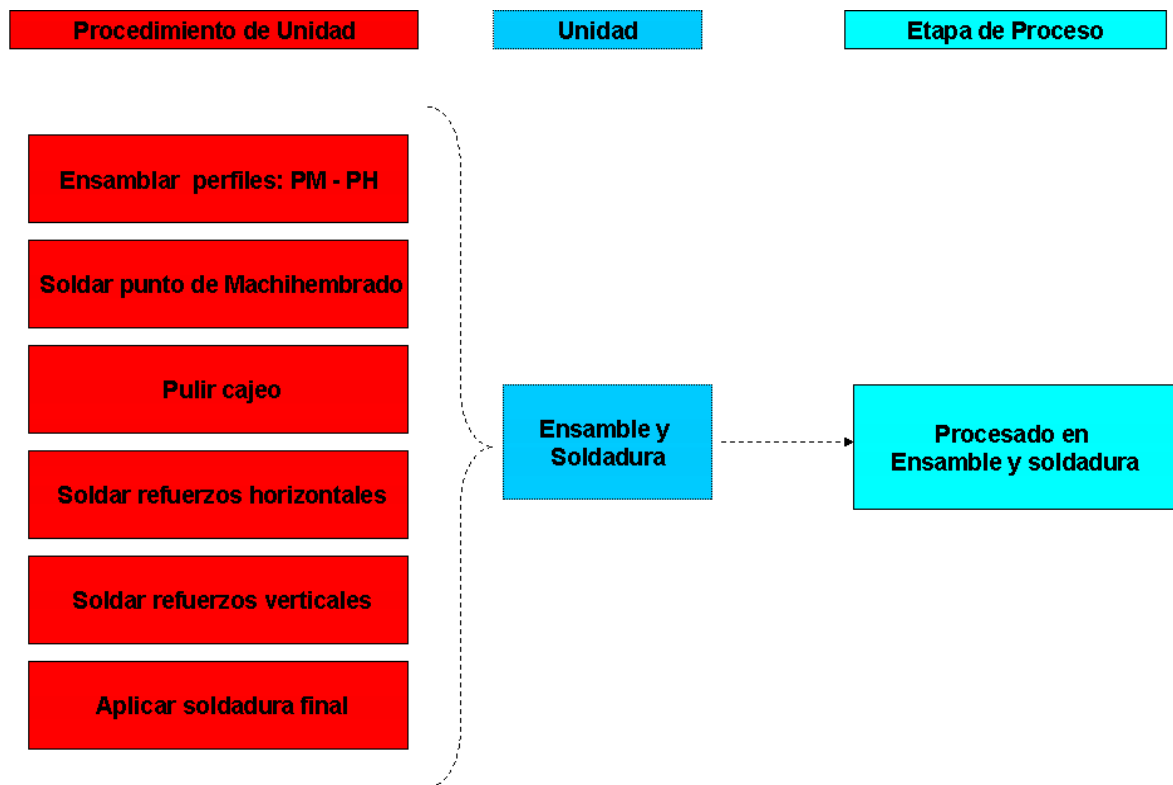 Procedimiento de Unidad
Unidad
Etapa de Proceso
Ensamblar perfiles: PM - PH
Soldar punto de Machihembrado
Pulir cajeo
Soldar refuerzos horizontales
Soldar refuerzos verticales
Aplicar soldadura final
Ensamble y
Soldadura
Procesado en
Ensamble y soldadura